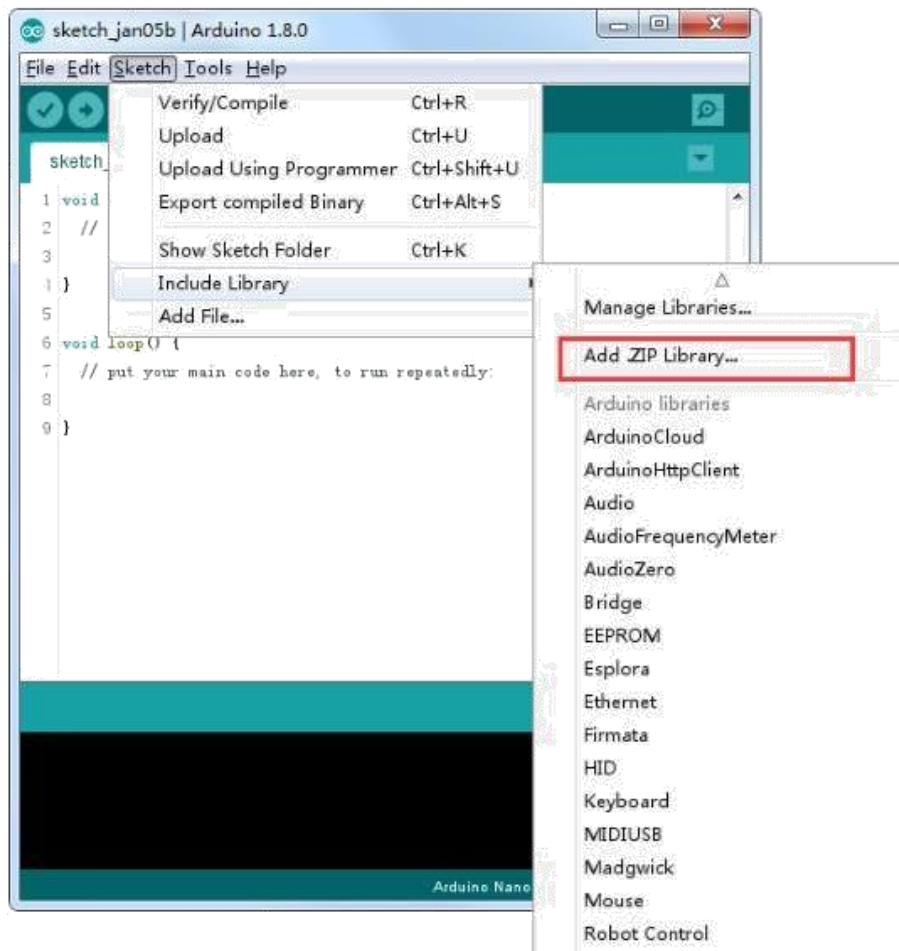 sketch_jan05b | Arduino 1.8.0
File Edit Sketch Tools Help
Verify/Compile Ctrl+R
Upload Ctrl+U
Upload Using Programmer Ctrl+Shift+U
Export compiled Binary Ctrl+Alt+S
Show Sketch Folder Ctrl+K
Include Library
Add File...
sketch_
1 void
2 //
3
4 }
5
6 void loop() {
7 // put your main code here, to run repeatedly:
8
9 }
Arduino Nano
Manage Libraries...
Add .ZIP Library...
Arduino libraries
ArduinoCloud
ArduinoHttpClient
Audio
AudioFrequencyMeter
AudioZero
Bridge
EEPROM
Esplora
Ethernet
Firmata
HID
Keyboard
MIDIUSB
Madgwick
Mouse
Robot Control